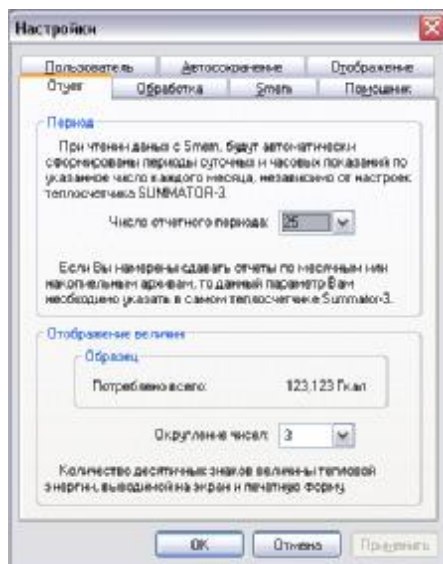 Настройки
Пользователь Автосохранение Отображение
Отчет Обработка Smem Помощник
Период
При чтении данных с Smem, будут автоматически
сформированы периоды суточных и часовых показаний по
указанное число каждого месяца, независимо от настроек
теплосчетчика SUMMATOR-3.
Число отчетного периода: 25
Если Вы намерены сдавать отчеты по месячным или
накопительным архивам, то данный параметр Вам
необходимо указать в самом теплосчетчике Summator-3.
Отображение величин
Образец
Потреблено всего: 123,123 Гкал
Округление чисел: 3
Количество десятичных знаков величины тепловой
энергии, выводимой на экран и печатную форму.
OK Отмена Применить